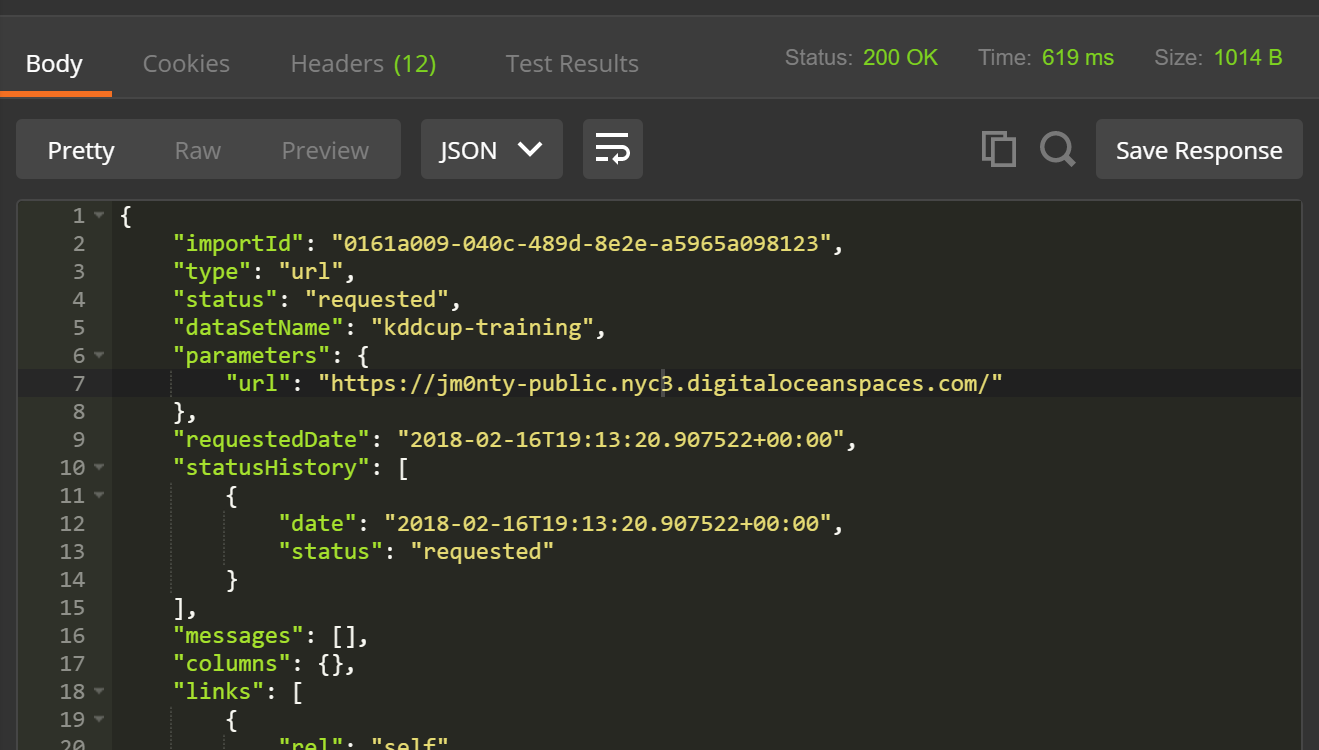 Body Cookies Headers (12) Test Results Status: 200 OK Time: 619 ms Size: 1014 B
Pretty Raw Preview JSON Save Response
1 {
2 "importId": "0161a009-040c-489d-8e2e-a5965a098123",
3 "type": "url",
4 "status": "requested",
5 "dataSetName": "kddcup-training",
6 "parameters": {
7 "url": "https://jm0nty-public.nyc3.digitaloceanspaces.com/"
8 },
9 "requestedDate": "2018-02-16T19:13:20.907522+00:00",
10 "statusHistory": [
11 {
12 "date": "2018-02-16T19:13:20.907522+00:00",
13 "status": "requested"
14 }
15 ],
16 "messages": [],
17 "columns": {},
18 "links": [
19 {
20 "rel": "self"